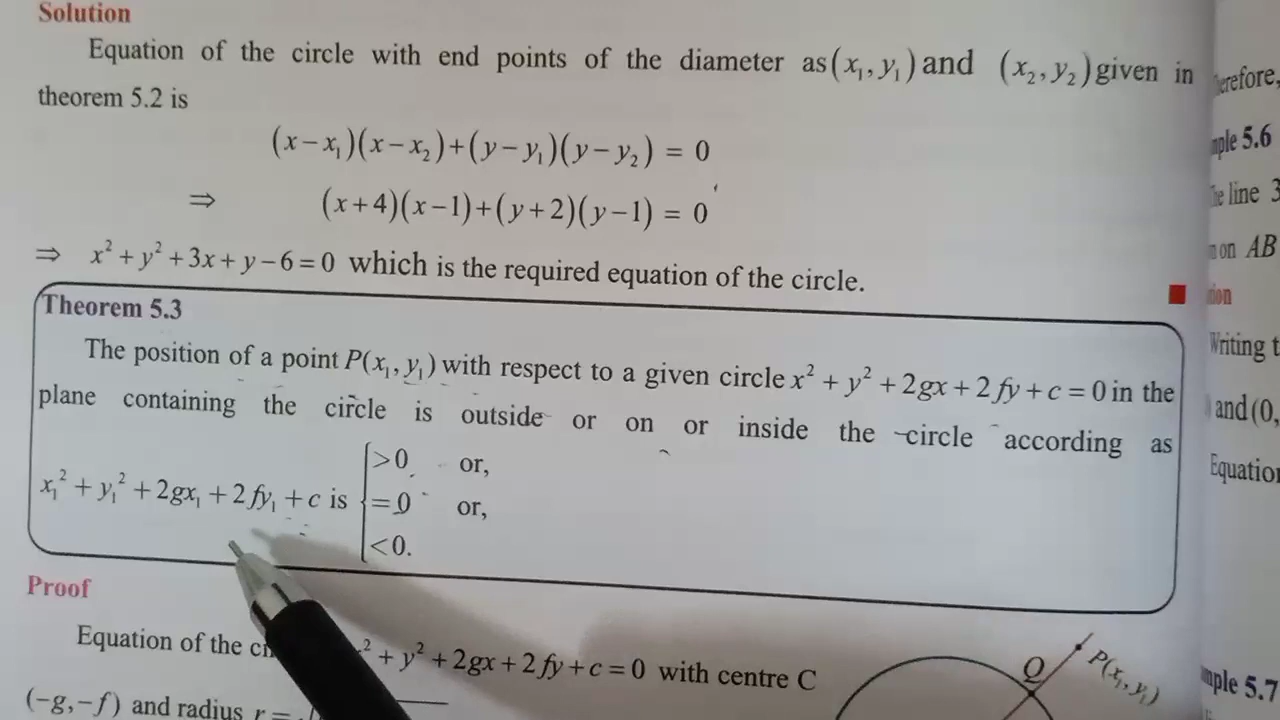 Solution
Equation of the circle with end points of the diameter as (x₁, y₁) and (x₂, y₂) given in
theorem 5.2 is
(x−x₁)(x−x₂)+(y−y₁)(y−y₂) = 0
⇒ (x+4)(x−1)+(y+2)(y−1) = 0
⇒ x²+y²+3x+y−6=0 which is the required equation of the circle.
Theorem 5.3
The position of a point P(x₁, y₁) with respect to a given circle x² + y² + 2gx + 2fy + c = 0 in the
plane containing the circle is outside or on or inside the circle according as
x₁² + y₁² + 2gx₁ + 2fy₁ + c is
>0 or,
=0 or,
<0.
Proof
Equation of the + y² + 2gx + 2fy + c = 0 with centre C
(−g,−f) and radius r =
Q
P(x₁, y₁)
5.6
line 3
on AB
Writing
and (0,
5.7